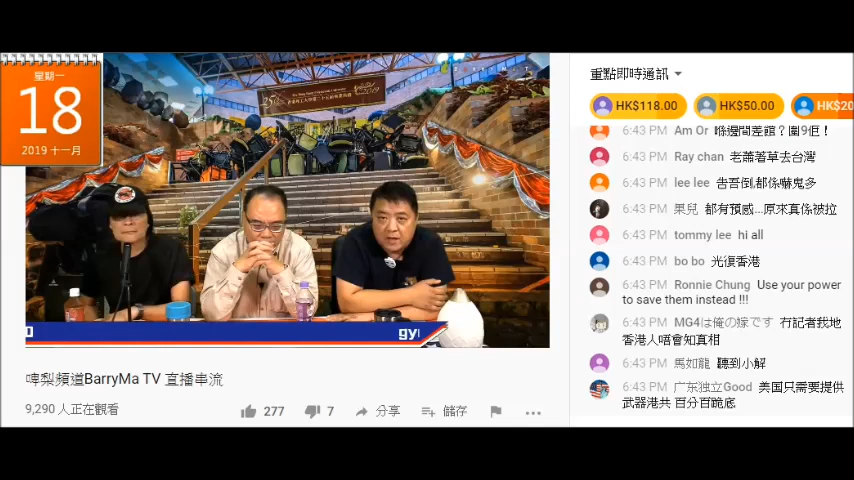 星期一
18
2019 十一月
重點即時通訊
HK$118.00
HK$50.00
HK$20
6:43 PM Am Or 喺邊間差館？圍9佢！
6:43 PM Ray chan 老蕭著草去台灣
6:43 PM lee lee 告吾倒,都係嚇鬼多
6:43 PM 果兒 都有預感...原來真係被拉
6:43 PM tommy lee hi all
6:43 PM bo bo 光復香港
6:43 PM Ronnie Chung Use your power
to save them instead !!!
6:43 PM MG4は俺の嫁です 冇記者我地
香港人唔會知真相
6:43 PM 馬如龍 聽到小解
6:43 PM 广东独立Good 美国只需要提供
武器港共 百分百跪底
25
2019
gy
啤梨頻道BarryMa TV 直播串流
9,290 人正在觀看
277
7
分享
儲存